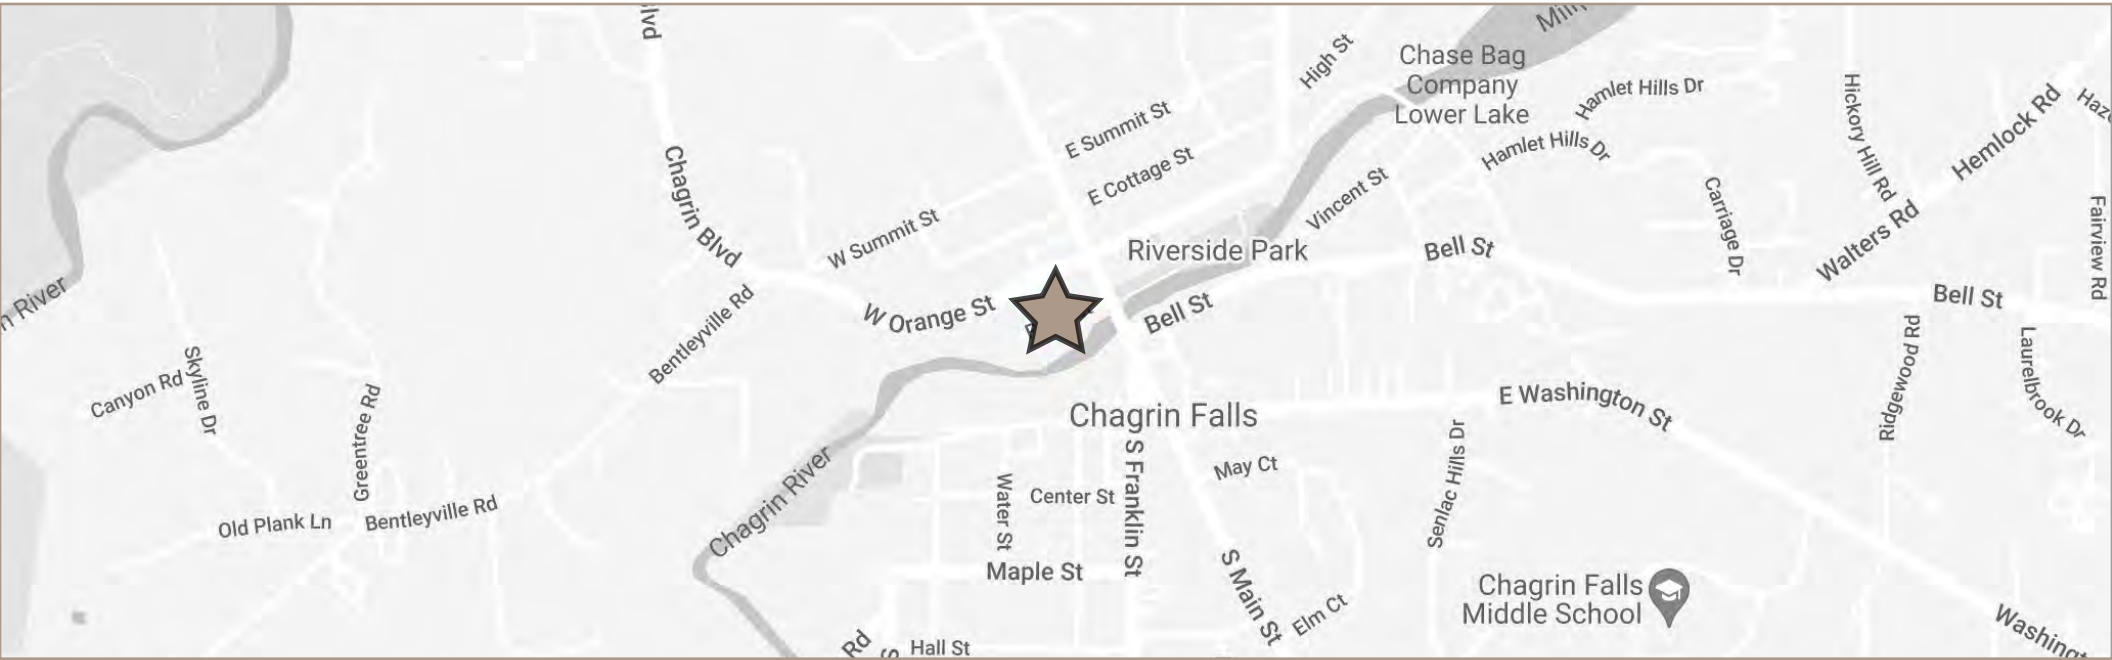 lvd
Mill
High St
Chase Bag
Company
Lower Lake
Hamlet Hills Dr
Hickory Hill Rd
Hemlock Rd
E Summit St
Hamlet Hills Dr
Chagrin Blvd
E Cottage St
Vincent St
Carriage Dr
W Summit St
Walters Rd
Fairview Rd
Riverside Park
Bell St
n River
Bentleyville Rd
W Orange St
Bell St
Bell St
Canyon Rd
Skyline Dr
Greentree Rd
Chagrin Falls
E Washington St
Ridgewood Rd
Laurelbrook Dr
Chagrin River
Water St
Center St
S Franklin St
May Ct
Senlac Hills Dr
Old Plank Ln
Bentleyville Rd
Maple St
S Main St
Elm Ct
Chagrin Falls
Middle School
Washingt
Rd
S
Hall St